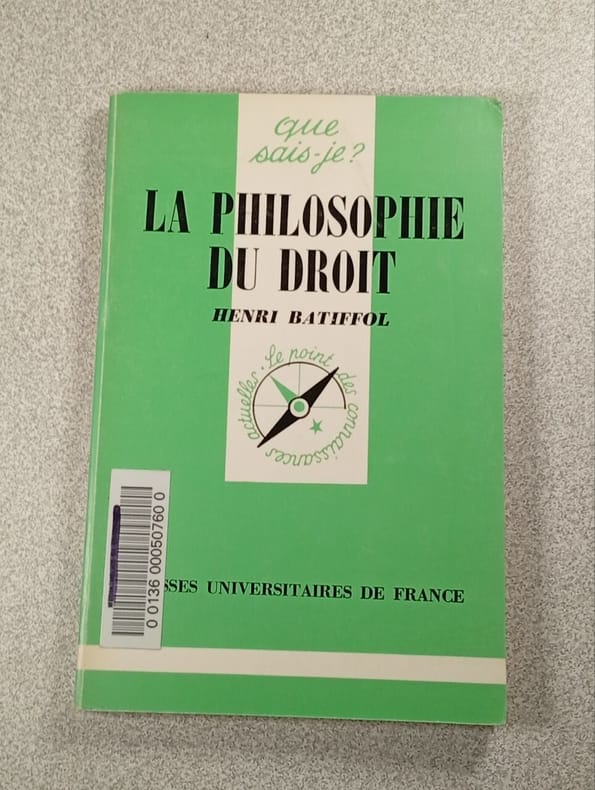 que
sais-je?
LA PHILOSOPHIE
DU DROIT
HENRI BATIFFOL
Le point des connaissances actuelles.
0 0136 00050760 0
SSES UNIVERSITAIRES DE FRANCE